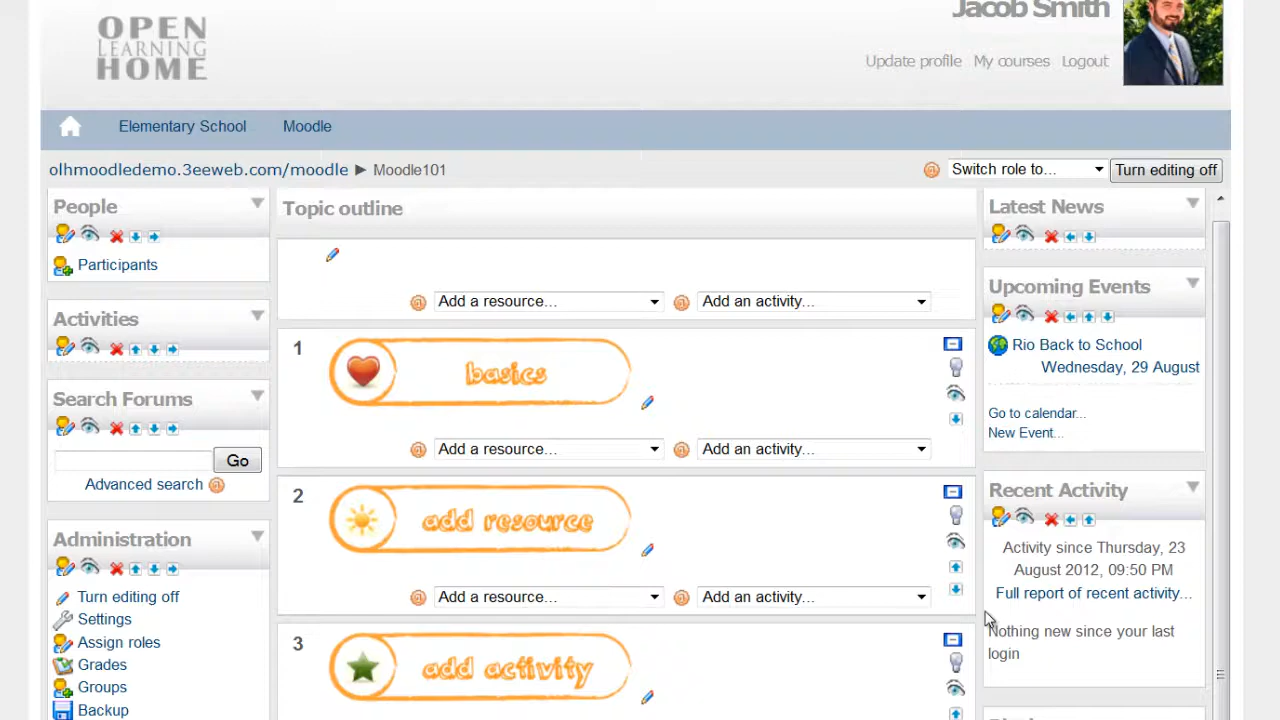 Jacob Smith
OPEN
LEARNING
HOME
Update profile My courses Logout
Elementary School Moodle
olhmoodledemo.3eeweb.com/moodle ► Moodle101
Switch role to... Turn editing off
People
Participants
Activities
Search Forums
Go
Advanced search
Administration
Turn editing off
Settings
Assign roles
Grades
Groups
Backup
Topic outline
Add a resource... Add an activity...
1 basics
Add a resource... Add an activity...
2 add resource
Add a resource... Add an activity...
3 add activity
Latest News
Upcoming Events
Rio Back to School
Wednesday, 29 August
Go to calendar...
New Event...
Recent Activity
Activity since Thursday, 23
August 2012, 09:50 PM
Full report of recent activity...
Nothing new since your last
login